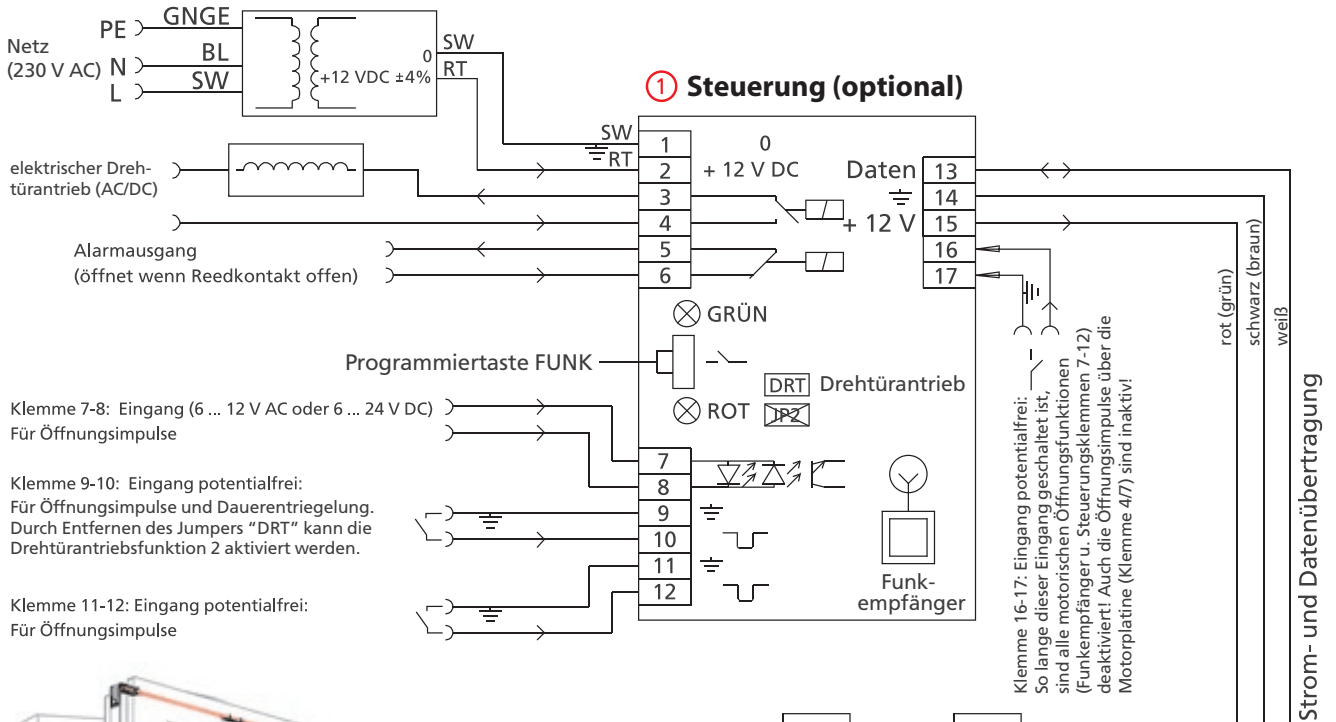 PE GNGE
Netz
(230 V AC) N BL
L SW
0 SW
+12 VDC ±4% RT
① Steuerung (optional)
elektrischer Dreh-
türantrieb (AC/DC)
Alarmausgang
(öffnet wenn Reedkontakt offen)
SW 1 0
RT 2 + 12 V DC
3
4
5
6
Daten 13
14
+ 12 V 15
16
17
GRÜN
Programmiertaste FUNK
DRT Drehtürantrieb
ROT JP2
Klemme 7-8: Eingang (6 ... 12 V AC oder 6 ... 24 V DC)
Für Öffnungsimpulse
Klemme 9-10: Eingang potentialfrei:
Für Öffnungsimpulse und Dauerentriegelung.
Durch Entfernen des Jumpers “DRT” kann die
Drehtürantriebsfunktion 2 aktiviert werden.
Klemme 11-12: Eingang potentialfrei:
Für Öffnungsimpulse
7
8
9
10
11
12
Funk-
empfänger
Klemme 16-17: Eingang potentialfrei:
So lange dieser Eingang geschaltet ist,
sind alle motorischen Öffnungsfunktionen
(Funkempfänger u. Steuerungsklemmen 7-12)
deaktiviert! Auch die Öffnungsimpulse über die
Motorplatine (Klemme 4/7) sind inaktiv!
rot (grün)
schwarz (braun)
weiß
Strom- und Datenübertragung